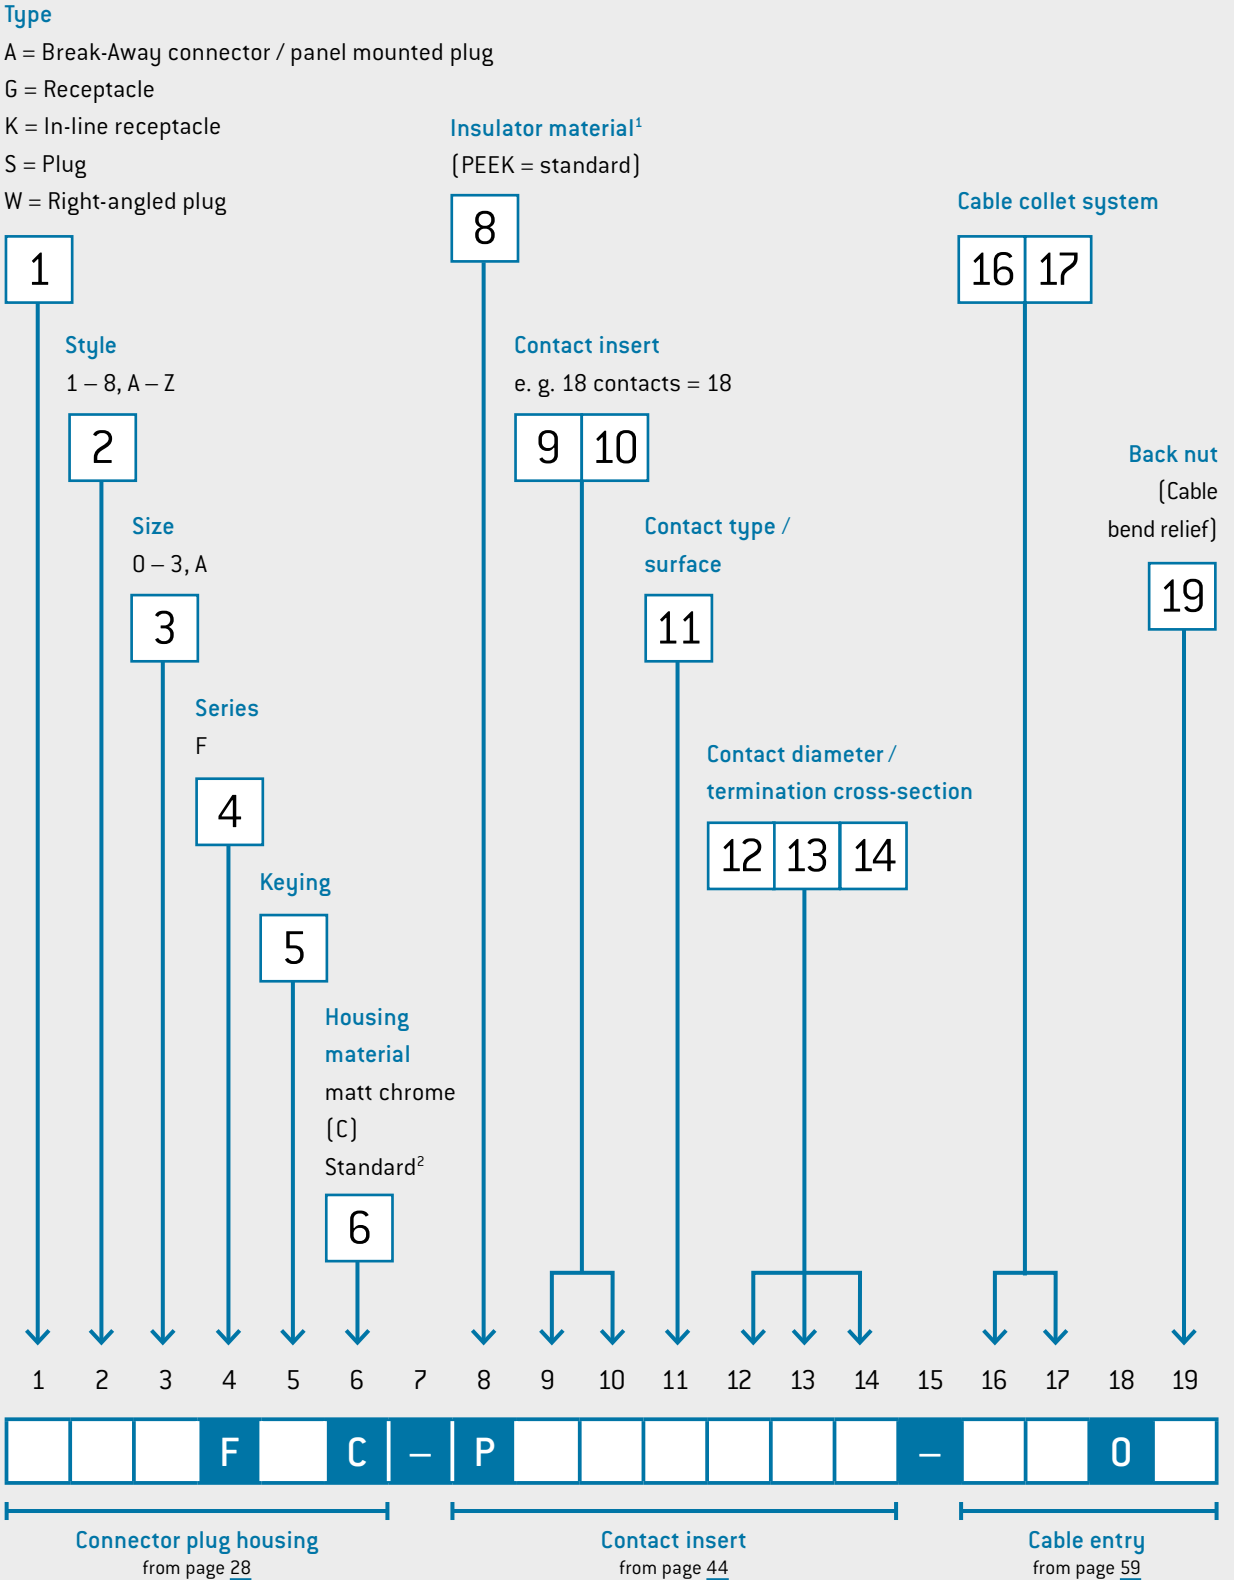 Type
A = Break-Away connector / panel mounted plug
G = Receptacle
K = In-line receptacle
S = Plug
W = Right-angled plug
1
Style
1 – 8, A – Z
2
Size
0 – 3, A
3
Series
F
4
Keying
5
Housing
material
matt chrome
(C)
Standard²
6
Insulator material¹
(PEEK = standard)
8
Contact insert
e. g. 18 contacts = 18
9 10
Contact type /
surface
11
Contact diameter /
termination cross-section
12 13 14
Cable collet system
16 17
Back nut
(Cable
bend relief)
19
1 2 3 4 5 6 7 8 9 10 11 12 13 14 15 16 17 18 19
F C – P – 0
Connector plug housing
from page 28
Contact insert
from page 44
Cable entry
from page 59